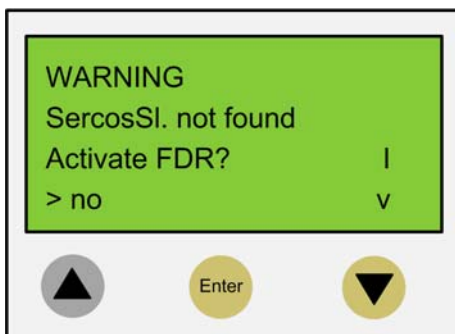 WARNING
SercosSl. not found
Activate FDR? I
> no v
Enter